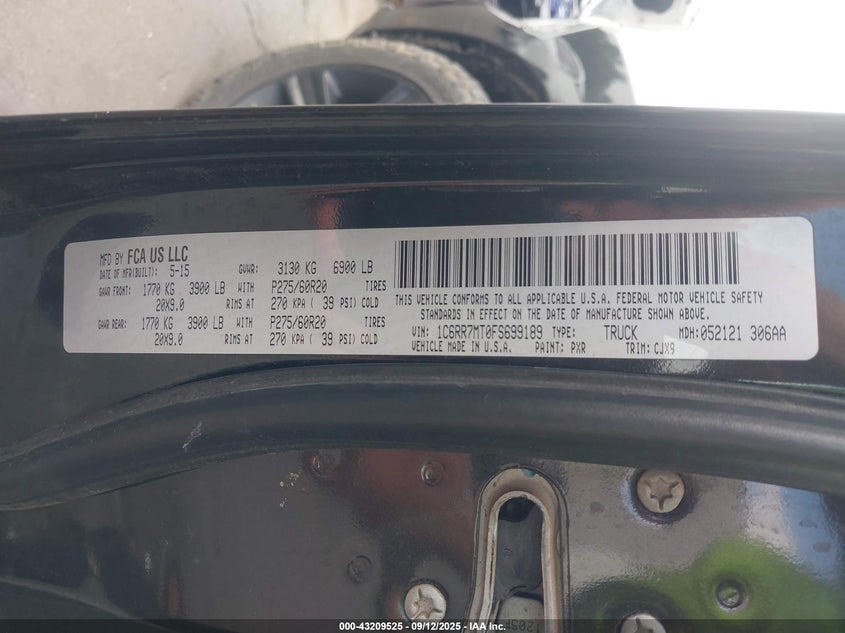 MFD BY FCA US LLC
DATE OF MFR(BUILT): 5-15 GVWR: 3130 KG 6900 LB
GAWR FRONT: 1770 KG 3900 LB WITH P275/60R20 TIRES
20X9.0 RIMS AT 270 KPA ( 39 PSI) COLD
GAWR REAR: 1770 KG 3900 LB WITH P275/60R20 TIRES
20X9.0 RIMS AT 270 KPA ( 39 PSI) COLD
THIS VEHICLE CONFORMS TO ALL APPLICABLE U.S.A. FEDERAL MOTOR VEHICLE SAFETY
STANDARDS IN EFFECT ON THE DATE OF MANUFACTURE SHOWN ABOVE.
VIN: 1C6RR7MT0FS699189 TYPE: TRUCK MDH:052121 306AA
VEHICLE MADE IN U.S.A. PAINT: PXR TRIM: CJX9
000-43209525 - 09/12/2025 - IAA Inc.